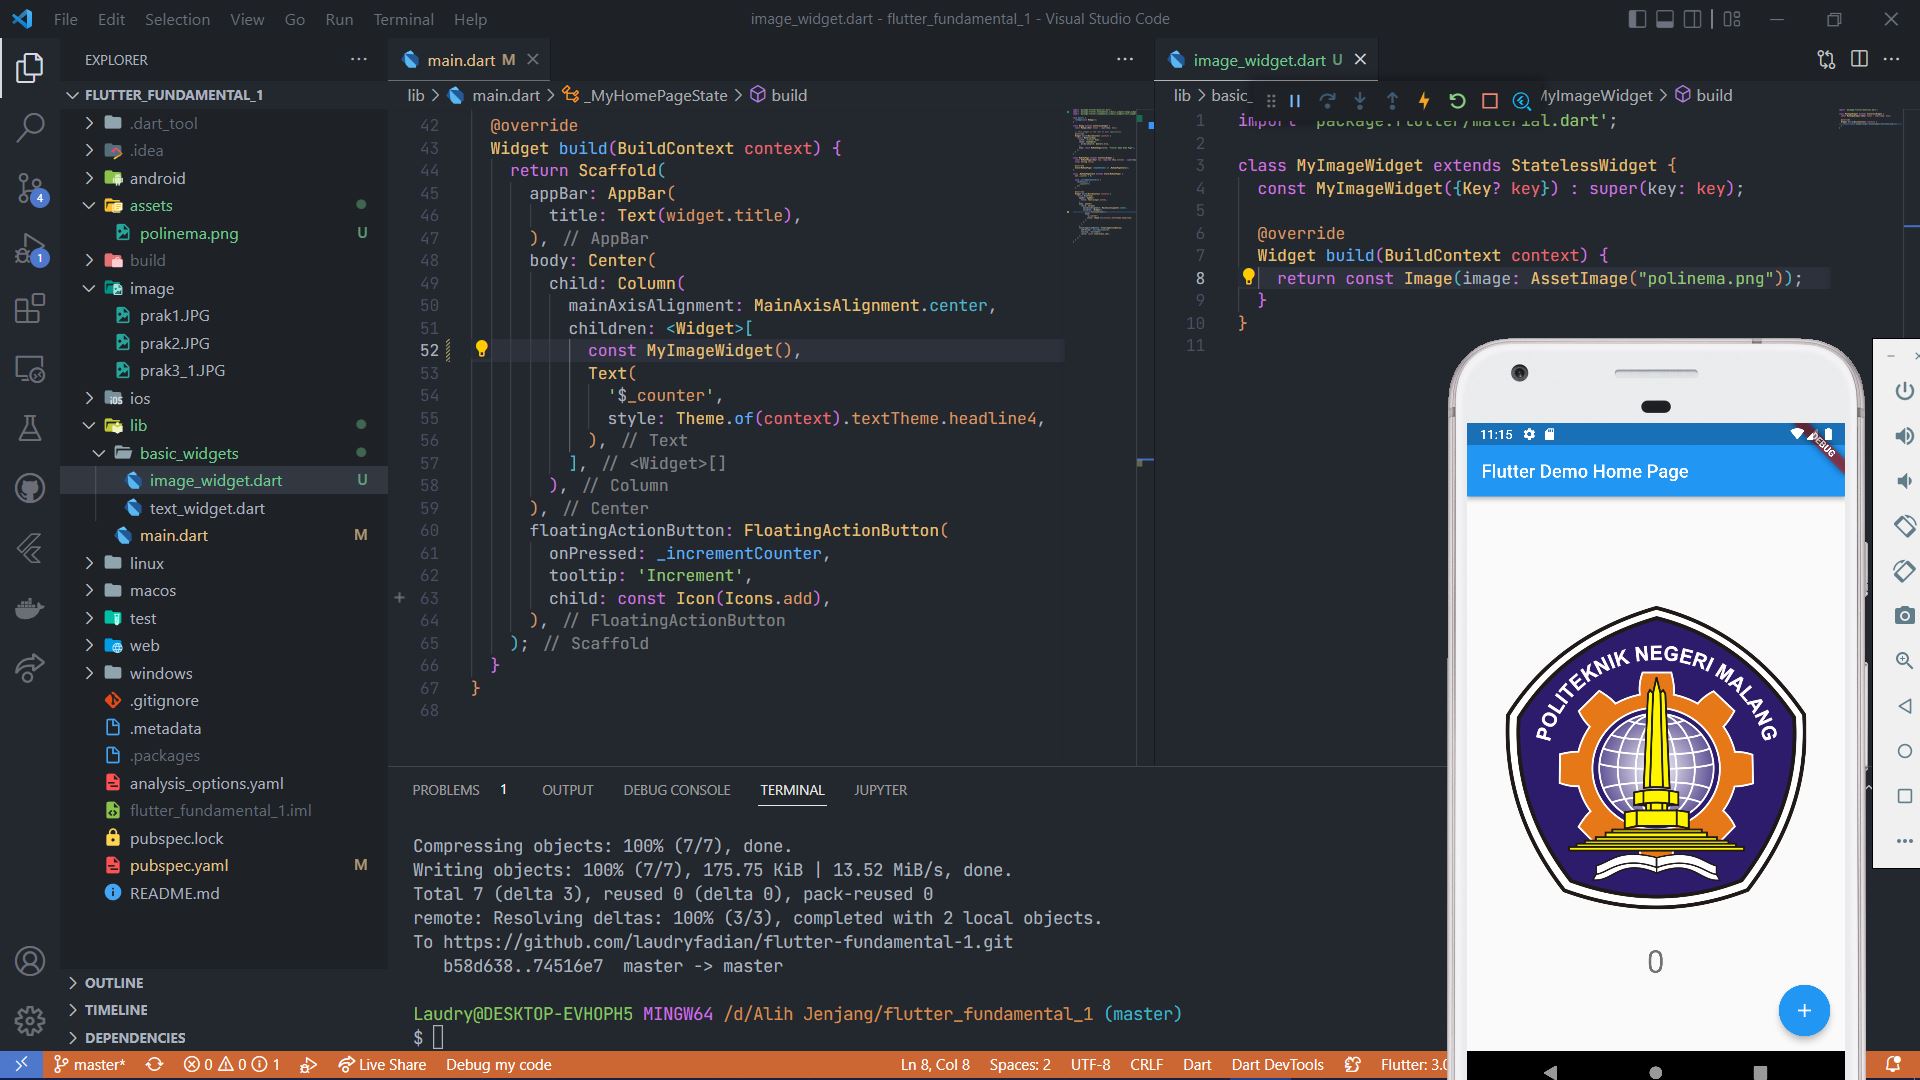 File Edit Selection View Go Run Terminal Help
image_widget.dart - flutter_fundamental_1 - Visual Studio Code
EXPLORER
FLUTTER_FUNDAMENTAL_1
.dart_tool
.idea
android
assets
polinema.png U
build
image
prak1.JPG
prak2.JPG
prak3_1.JPG
ios
lib
basic_widgets
image_widget.dart U
text_widget.dart
main.dart M
linux
macos
test
web
windows
.gitignore
.metadata
.packages
analysis_options.yaml
flutter_fundamental_1.iml
pubspec.lock
pubspec.yaml M
README.md
OUTLINE
TIMELINE
DEPENDENCIES
4
1
main.dart M
lib > main.dart > _MyHomePageState > build
42 @override
43 Widget build(BuildContext context) {
44 return Scaffold(
45 appBar: AppBar(
46 title: Text(widget.title),
47 ), // AppBar
48 body: Center(
49 child: Column(
50 mainAxisAlignment: MainAxisAlignment.center,
51 children: <Widget>[
52 const MyImageWidget(),
53 Text(
54 '$_counter',
55 style: Theme.of(context).textTheme.headline4,
56 ), // Text
57 ], // <Widget>[]
58 ), // Column
59 ), // Center
60 floatingActionButton: FloatingActionButton(
61 onPressed: _incrementCounter,
62 tooltip: 'Increment',
63 child: const Icon(Icons.add),
64 ), // FloatingActionButton
65 ); // Scaffold
66 }
67 }
68
image_widget.dart U
lib > basic_ MyImageWidget > build
1 import 'package:flutter/material.dart';
2
3 class MyImageWidget extends StatelessWidget {
4 const MyImageWidget({Key? key}) : super(key: key);
5
6 @override
7 Widget build(BuildContext context) {
8 return const Image(image: AssetImage("polinema.png"));
9 }
10 }
11
PROBLEMS 1 OUTPUT DEBUG CONSOLE TERMINAL JUPYTER
Compressing objects: 100% (7/7), done.
Writing objects: 100% (7/7), 175.75 KiB | 13.52 MiB/s, done.
Total 7 (delta 3), reused 0 (delta 0), pack-reused 0
remote: Resolving deltas: 100% (3/3), completed with 2 local objects.
To https://github.com/laudryfadian/flutter-fundamental-1.git
b58d638..74516e7 master -> master
Laudry@DESKTOP-EVHOPH5 MINGW64 /d/Alih Jenjang/flutter_fundamental_1 (master)
$
11:15
DEBUG
Flutter Demo Home Page
POLITEKNIK NEGERI MALANG
0
master* 0 0 1 Live Share Debug my code Ln 8, Col 8 Spaces: 2 UTF-8 CRLF Dart Dart DevTools Flutter: 3.0